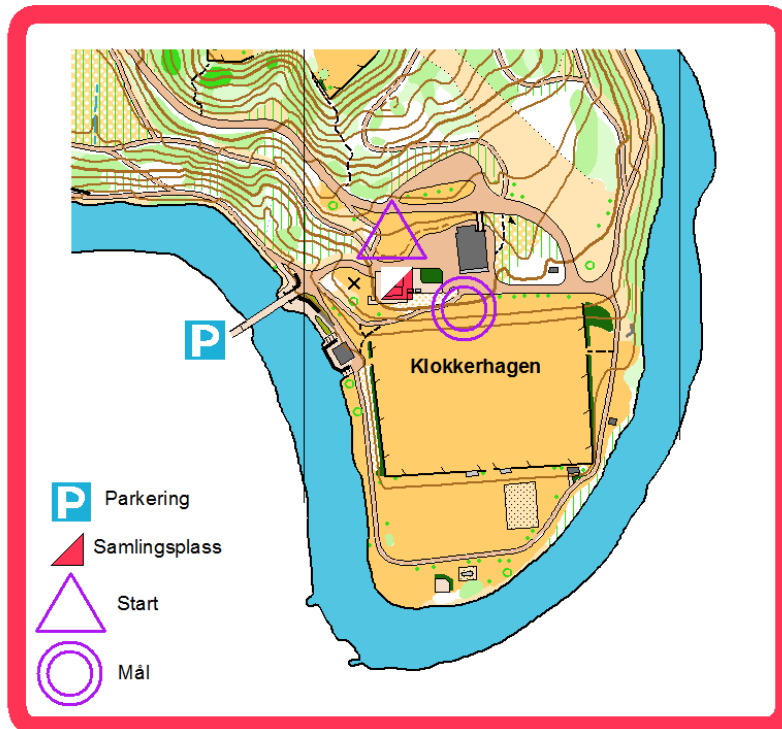 P
Klokkerhagen
P Parkering
Samlingsplass
Start
Mål